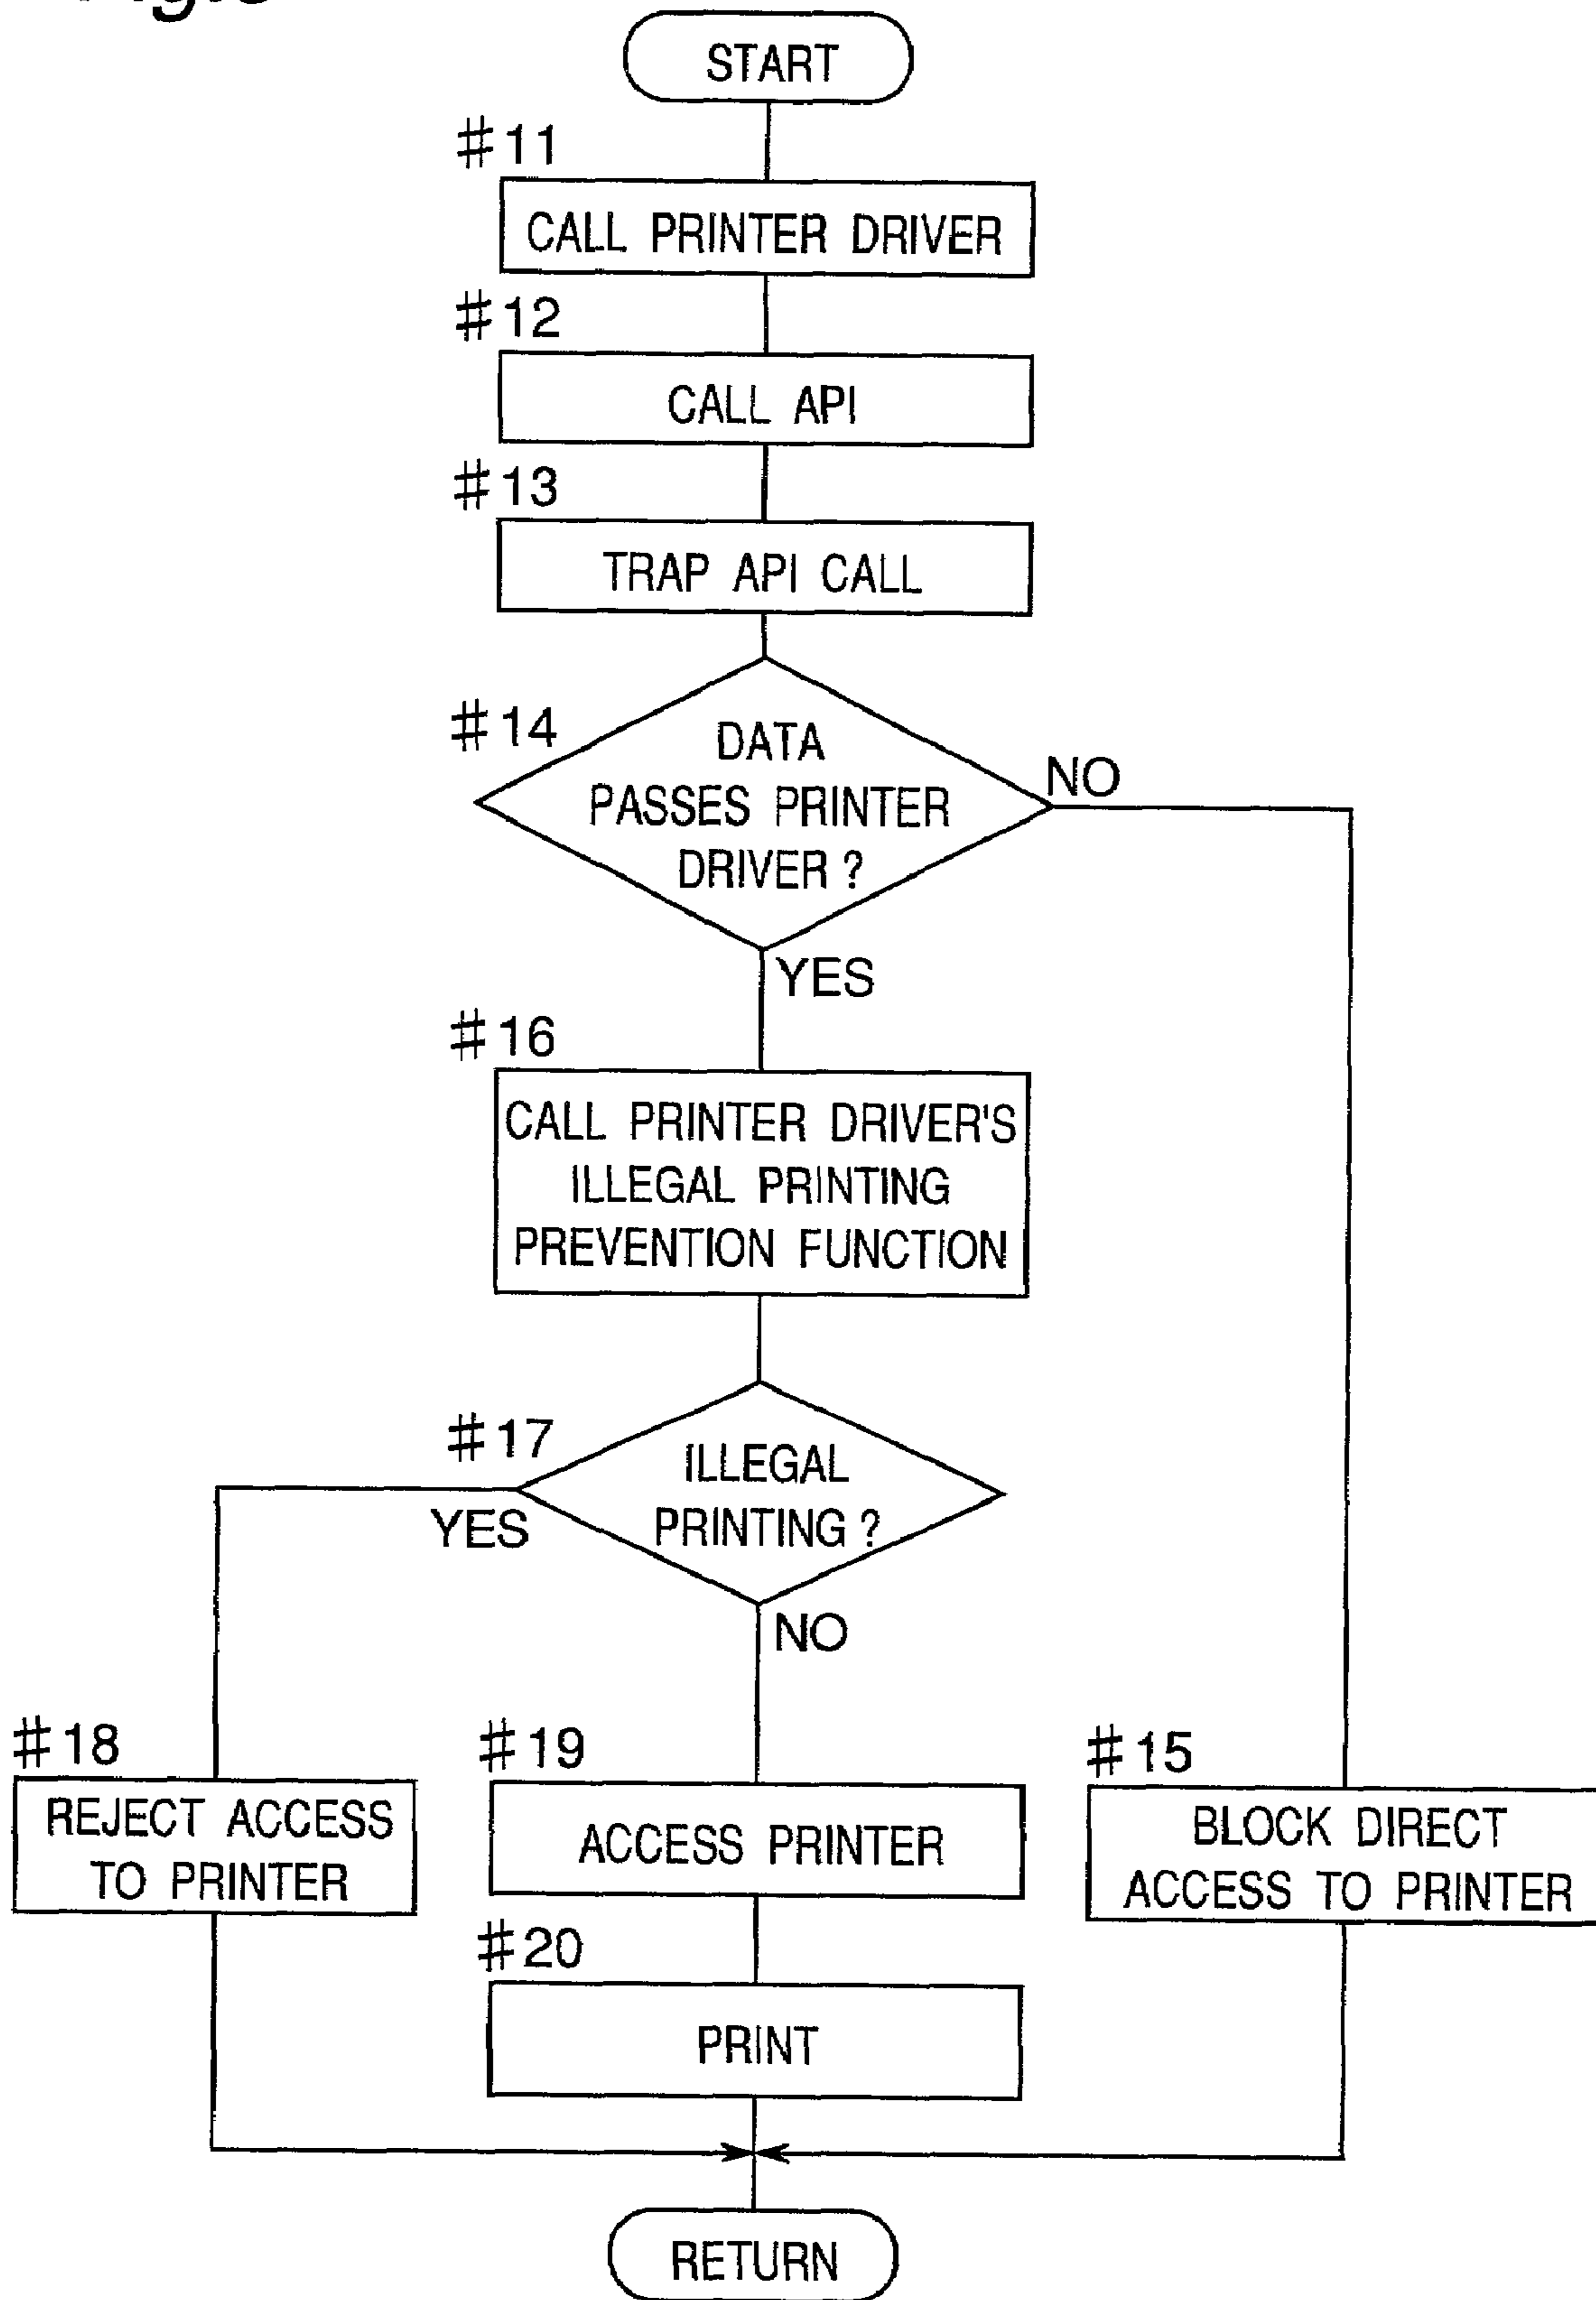 START
#11
CALL PRINTER DRIVER
#12
CALL API
#13
TRAP API CALL
#14
DATA
PASSES PRINTER
DRIVER ?
NO
YES
#16
CALL PRINTER DRIVER'S
ILLEGAL PRINTING
PREVENTION FUNCTION
#17
ILLEGAL
PRINTING ?
YES
NO
#18
REJECT ACCESS
TO PRINTER
#19
ACCESS PRINTER
#15
BLOCK DIRECT
ACCESS TO PRINTER
#20
PRINT
RETURN